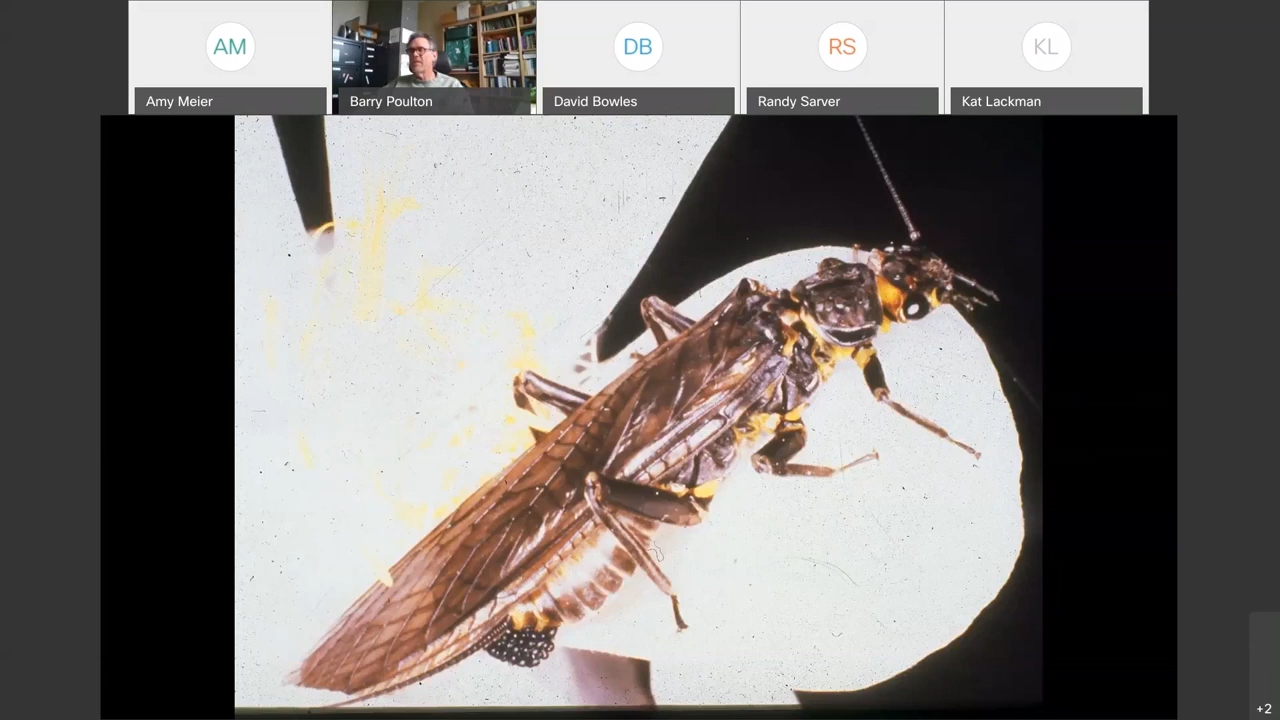 AM
DB
RS
KL
Amy Meier
Barry Poulton
David Bowles
Randy Sarver
Kat Lackman
+2